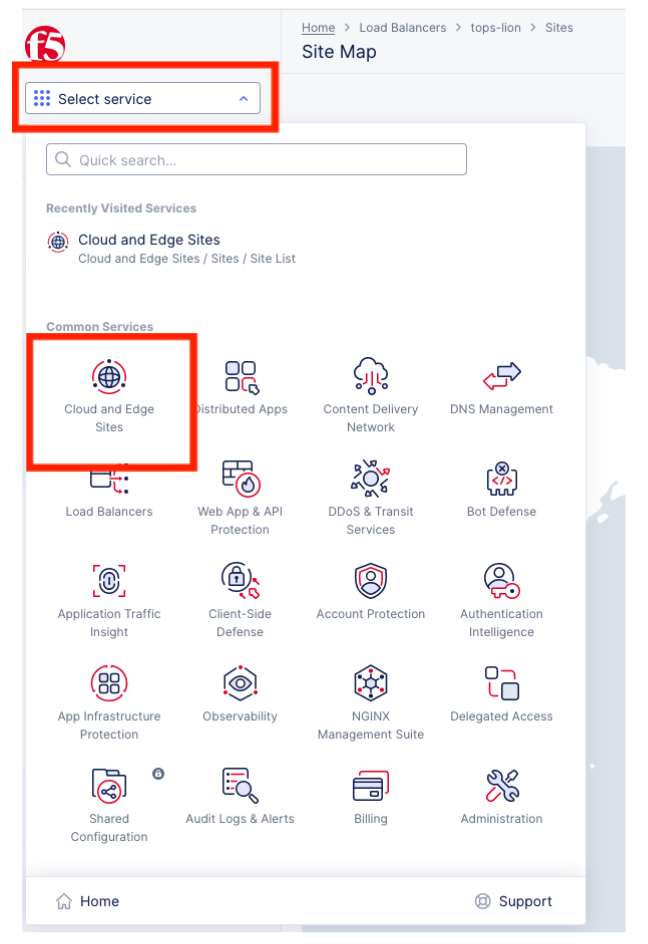 f5
Home > Load Balancers > tops-lion > Sites
Site Map
Select service
Quick search...
Recently Visited Services
Cloud and Edge Sites
Cloud and Edge Sites / Sites / Site List
Common Services
Cloud and Edge
Sites
Distributed Apps
Content Delivery
Network
DNS Management
Load Balancers
Web App & API
Protection
DDoS & Transit
Services
Bot Defense
Application Traffic
Insight
Client-Side
Defense
Account Protection
Authentication
Intelligence
App Infrastructure
Protection
Observability
NGINX
Management Suite
Delegated Access
Shared
Configuration
Audit Logs & Alerts
Billing
Administration
Home
Support